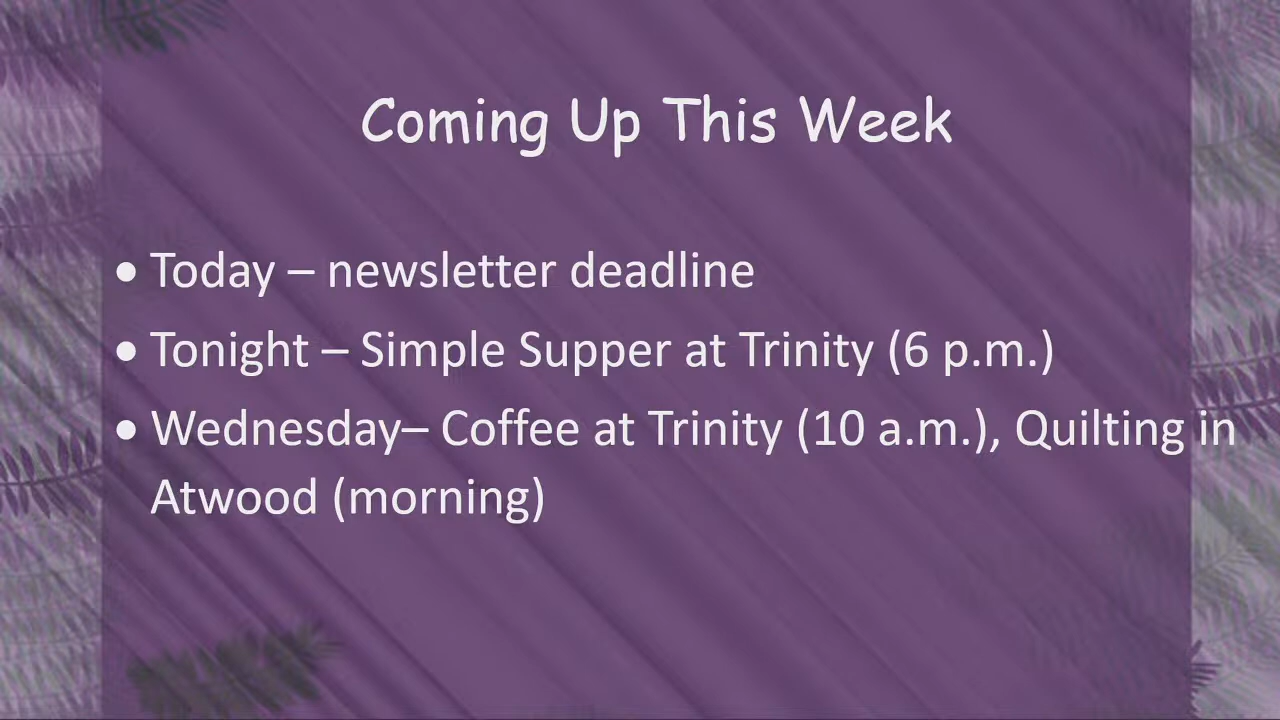 Coming Up This Week
• Today – newsletter deadline
• Tonight – Simple Supper at Trinity (6 p.m.)
• Wednesday– Coffee at Trinity (10 a.m.), Quilting in
Atwood (morning)